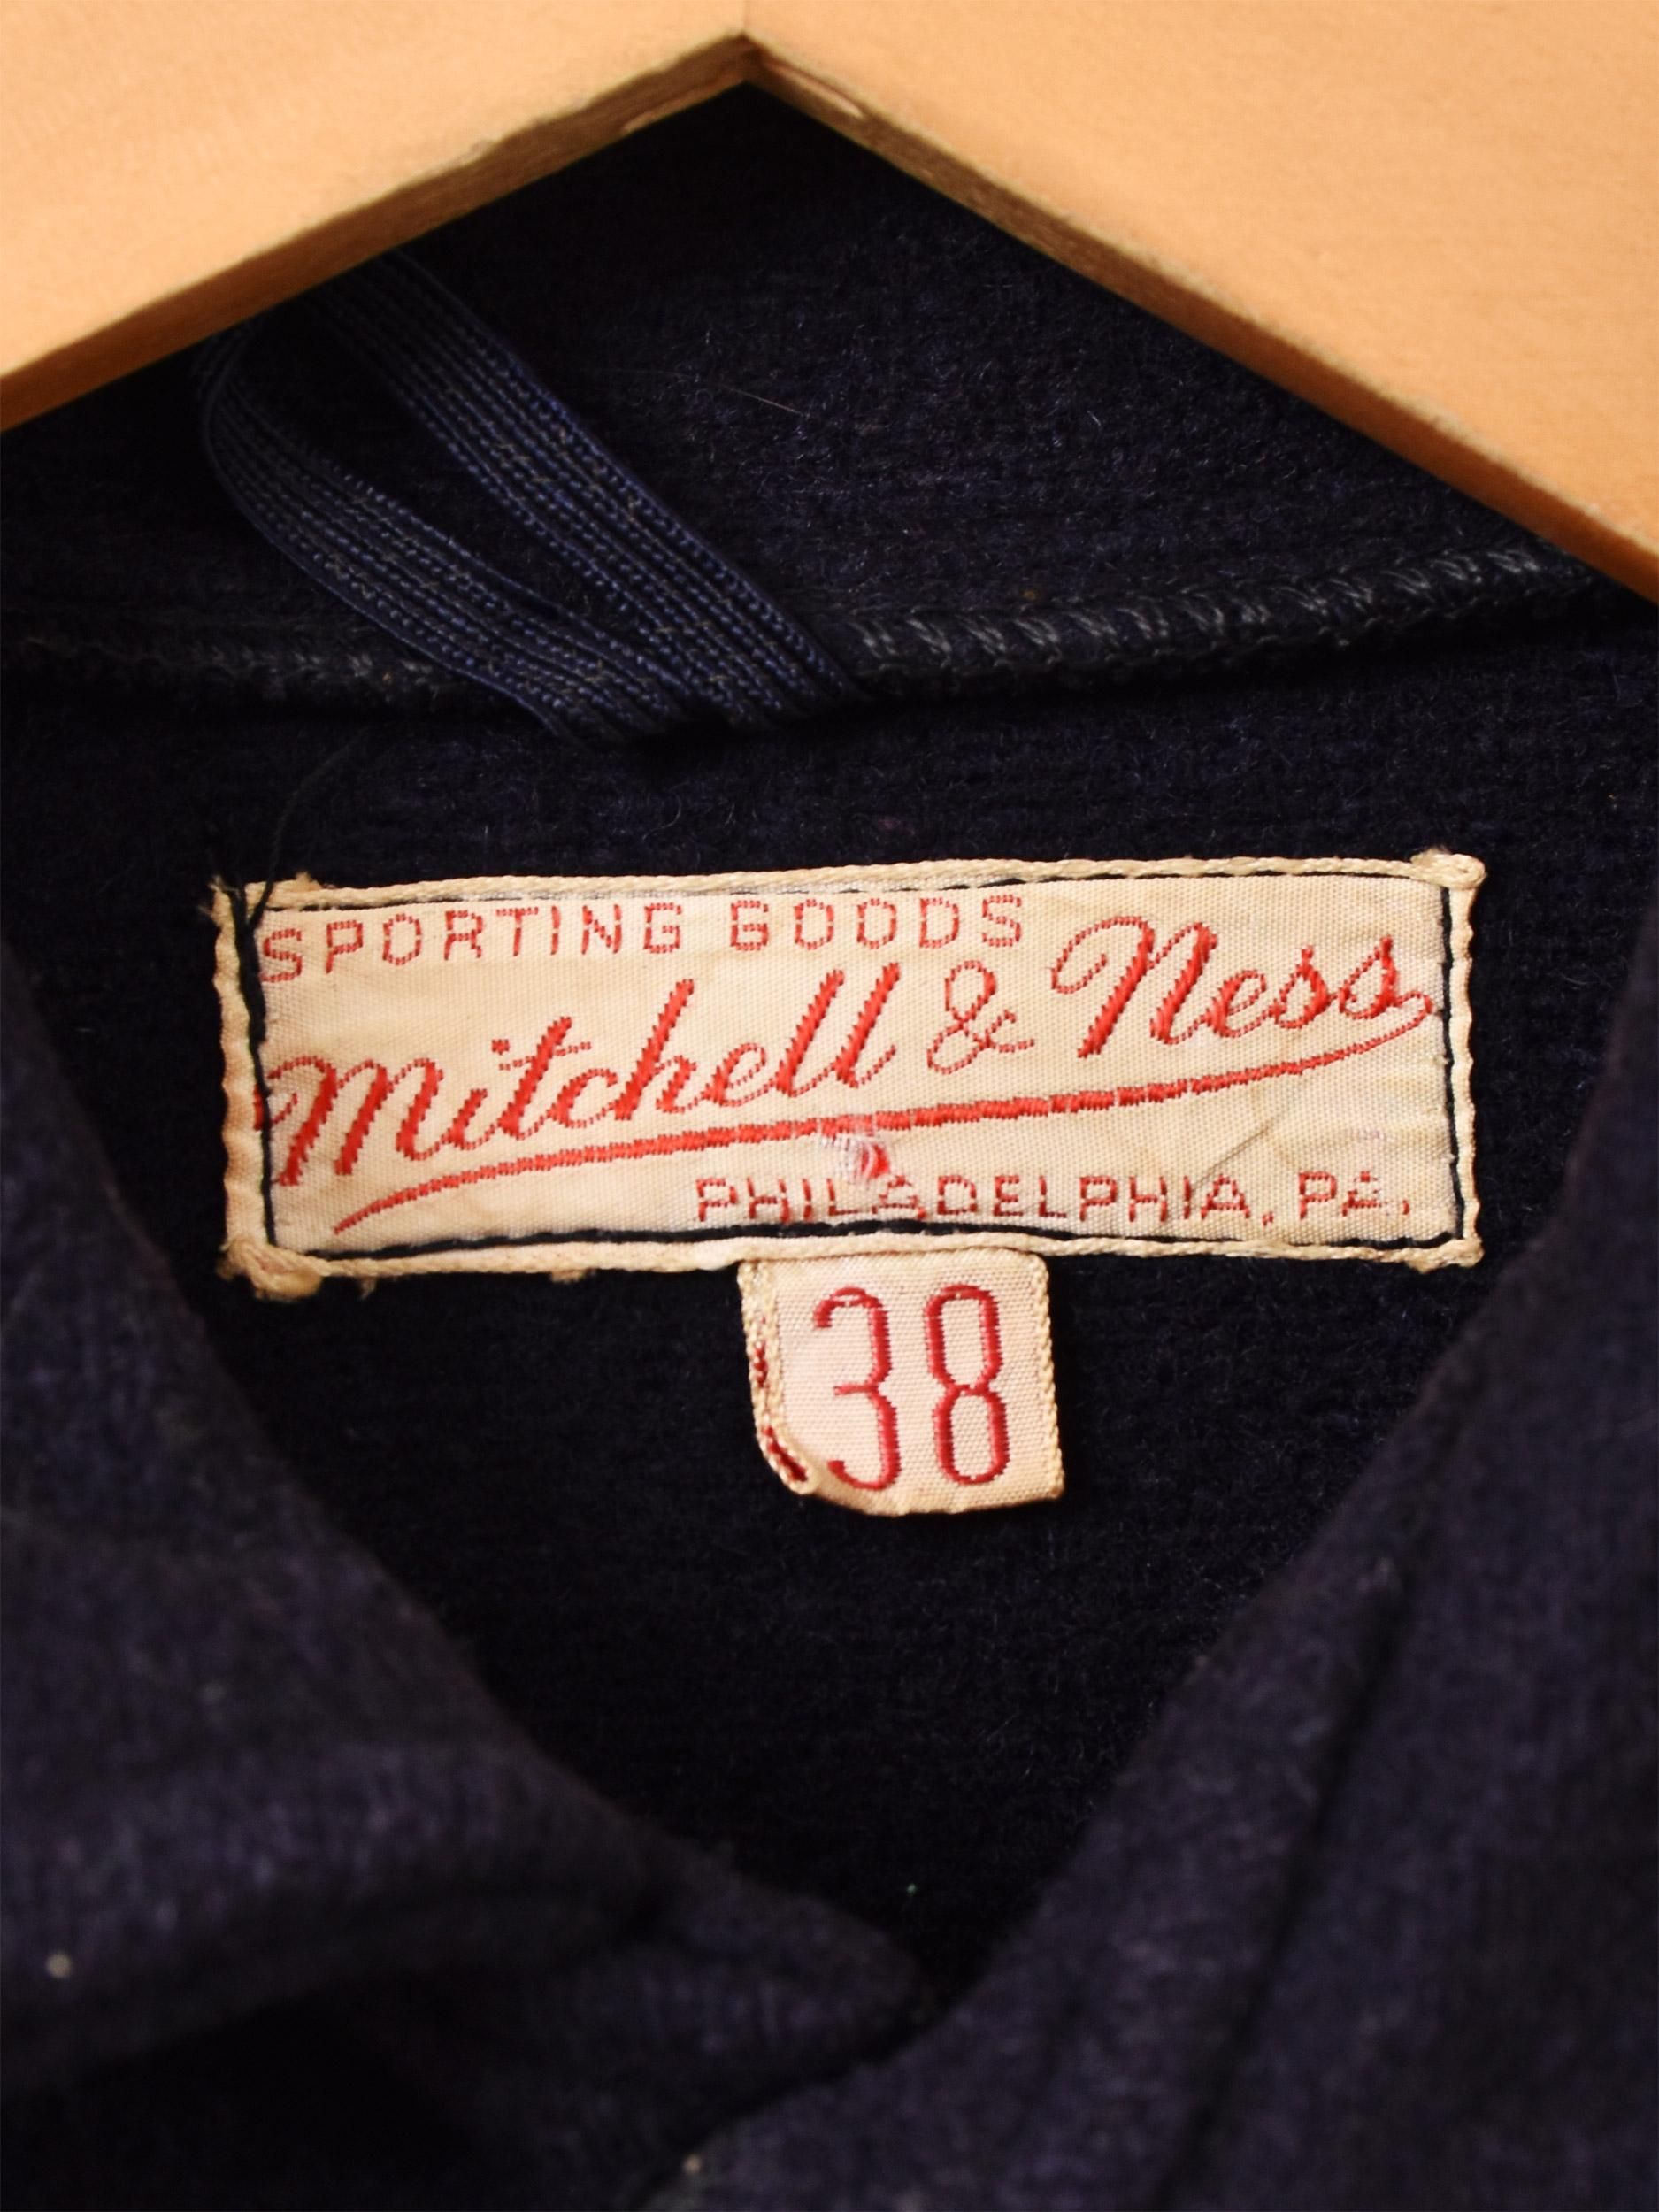 SPORTING GOODS
Mitchell & Ness
PHILADELPHIA, PA.
38